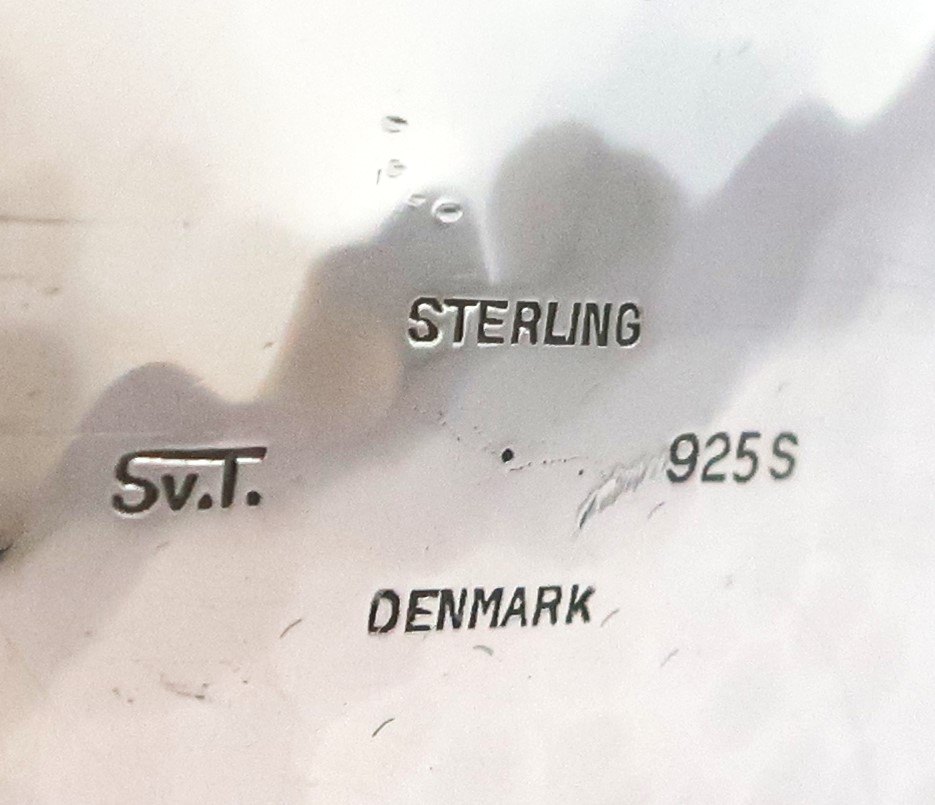 STERLING
Sv.T.
925S
DENMARK